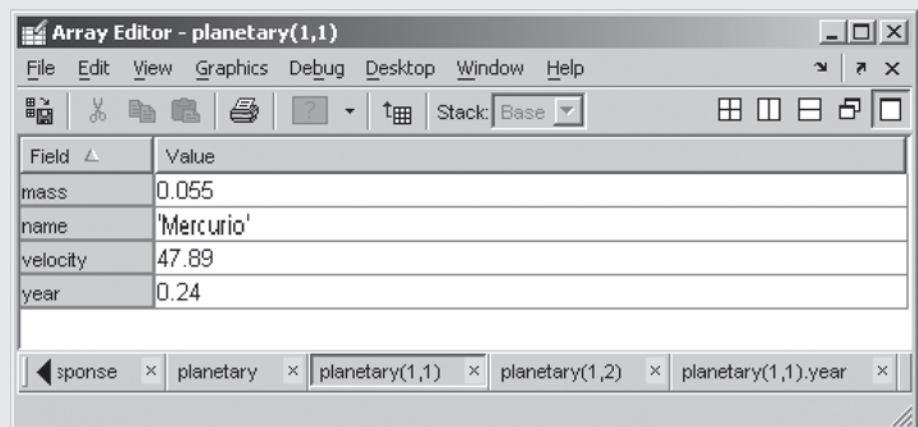 Array Editor - planetary(1,1)
File Edit View Graphics Debug Desktop Window Help
Stack: Base
Field Value
mass 0.055
name 'Mercurio'
velocity 47.89
year 0.24
sponse planetary planetary(1,1) planetary(1,2) planetary(1,1).year